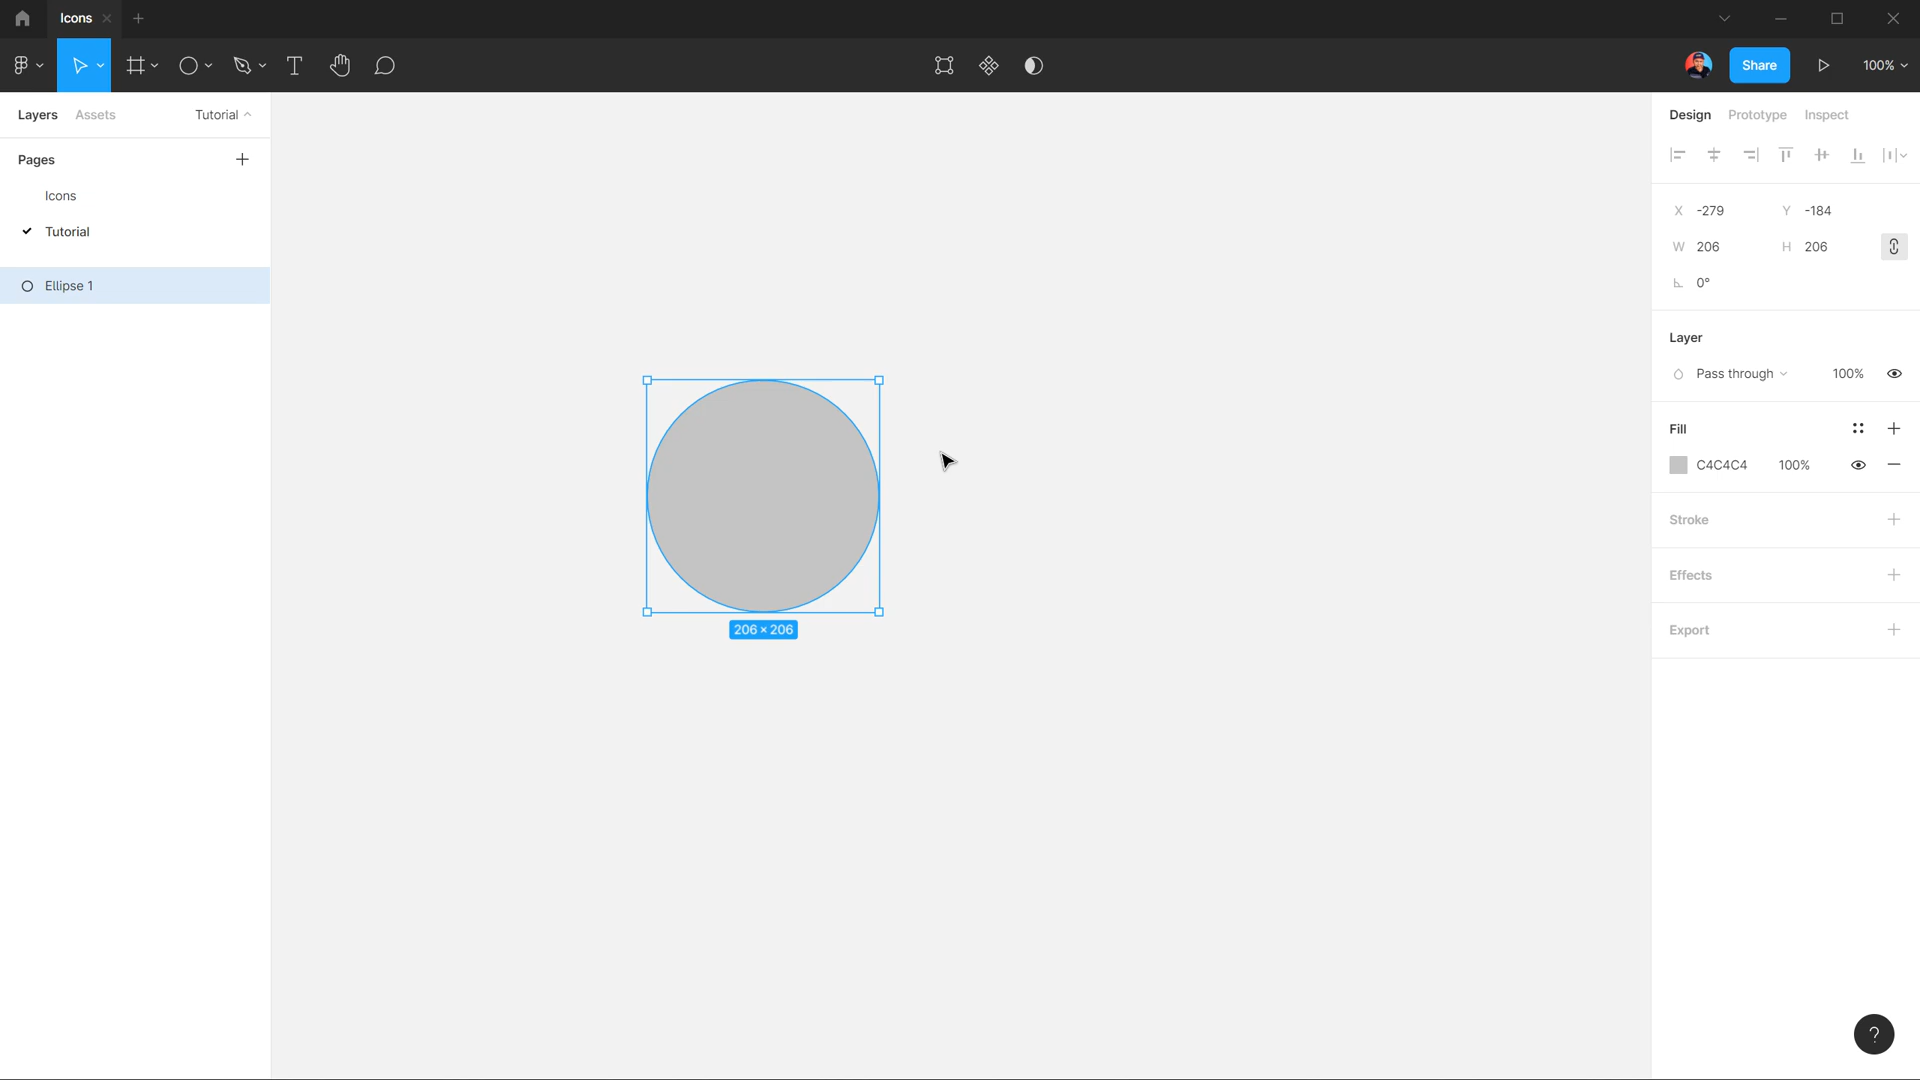 Icons
Share
100%
Layers Assets Tutorial
Pages
Icons
Tutorial
Ellipse 1
206 × 206
Design Prototype Inspect
X -279 Y -184
W 206 H 206
0°
Layer
Pass through 100%
Fill
C4C4C4 100%
Stroke
Effects
Export
?